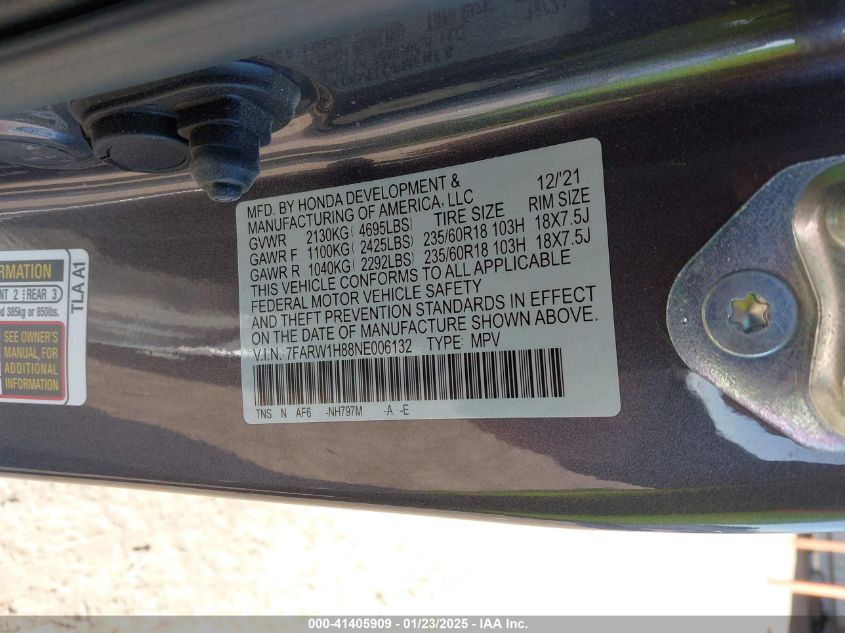 MFD. BY HONDA DEVELOPMENT & 12/'21
MANUFACTURING OF AMERICA, LLC
GVWR 2130KG( 4695LBS) TIRE SIZE RIM SIZE
GAWR F 1100KG( 2425LBS) 235/60R18 103H 18X7.5J
GAWR R 1040KG( 2292LBS) 235/60R18 103H 18X7.5J
THIS VEHICLE CONFORMS TO ALL APPLICABLE
FEDERAL MOTOR VEHICLE SAFETY
AND THEFT PREVENTION STANDARDS IN EFFECT
ON THE DATE OF MANUFACTURE SHOWN ABOVE.
V.I.N.: 7FARW1H88NE006132 TYPE: MPV
TNS N AF6 -NH797M -A -E
2 REAR 3
385kg or 850lbs.
TLA A1
SEE OWNER'S
MANUAL FOR
ADDITIONAL
INFORMATION
000-41405909 - 01/23/2025 - IAA Inc.